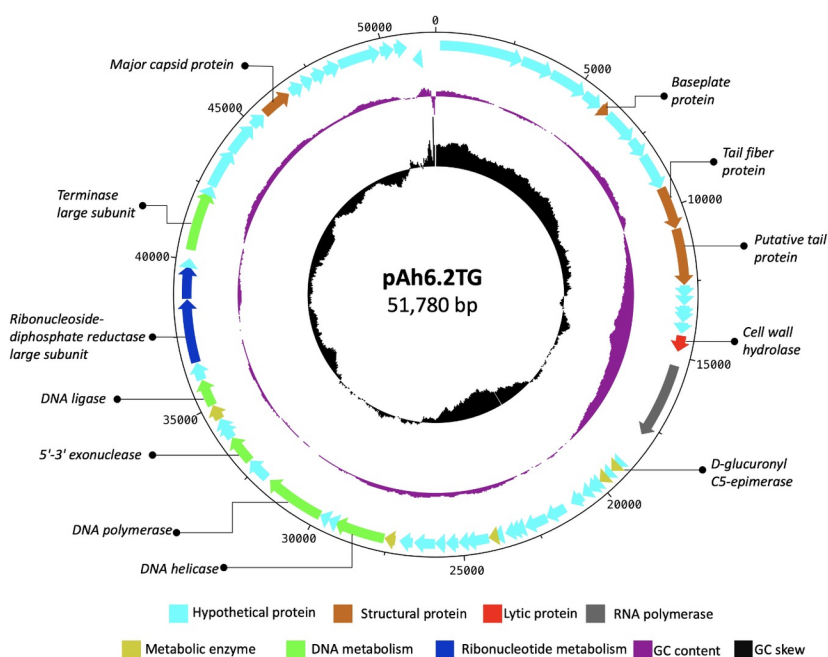 50000
0
5000
Major capsid protein
45000
Baseplate
protein
Tail fiber
protein
10000
Terminase
large subunit
40000
Putative tail
protein
pAh6.2TG
51,780 bp
Ribonucleoside-
diphosphate reductase
large subunit
Cell wall
hydrolase
15000
DNA ligase
35000
5'-3' exonuclease
D-glucuronyl
C5-epimerase
20000
DNA polymerase
30000
DNA helicase
25000
Hypothetical protein
Structural protein
Lytic protein
RNA polymerase
Metabolic enzyme
DNA metabolism
Ribonucleotide metabolism
GC content
GC skew